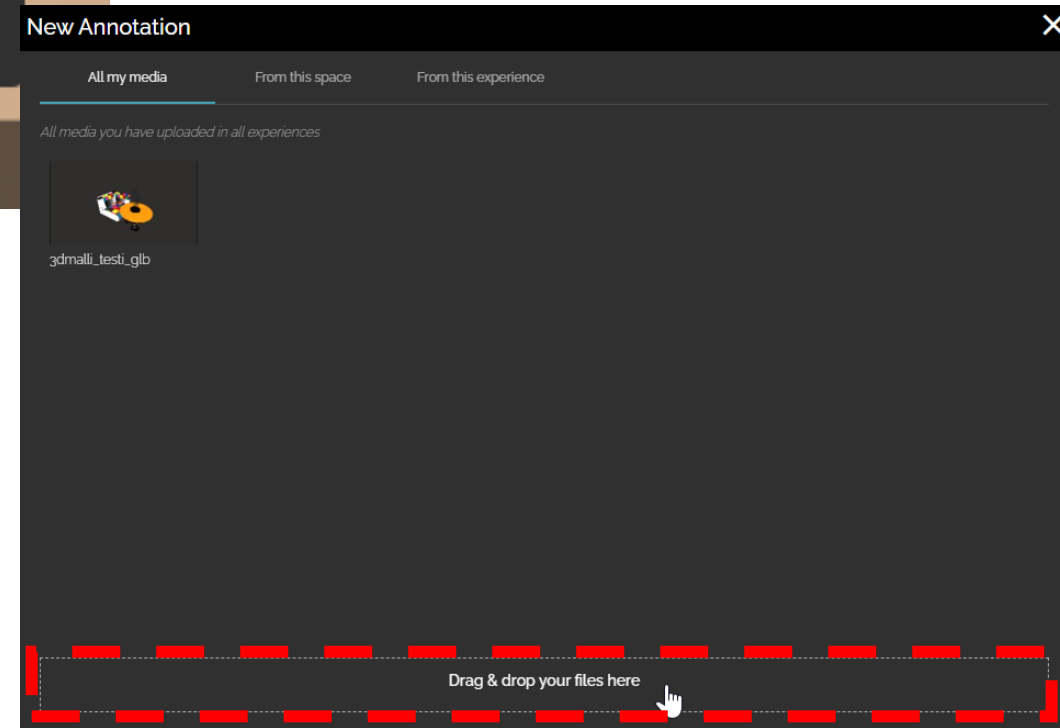 New Annotation
All my media From this space From this experience
All media you have uploaded in all experiences
3dmalli_testi_glb
Drag & drop your files here